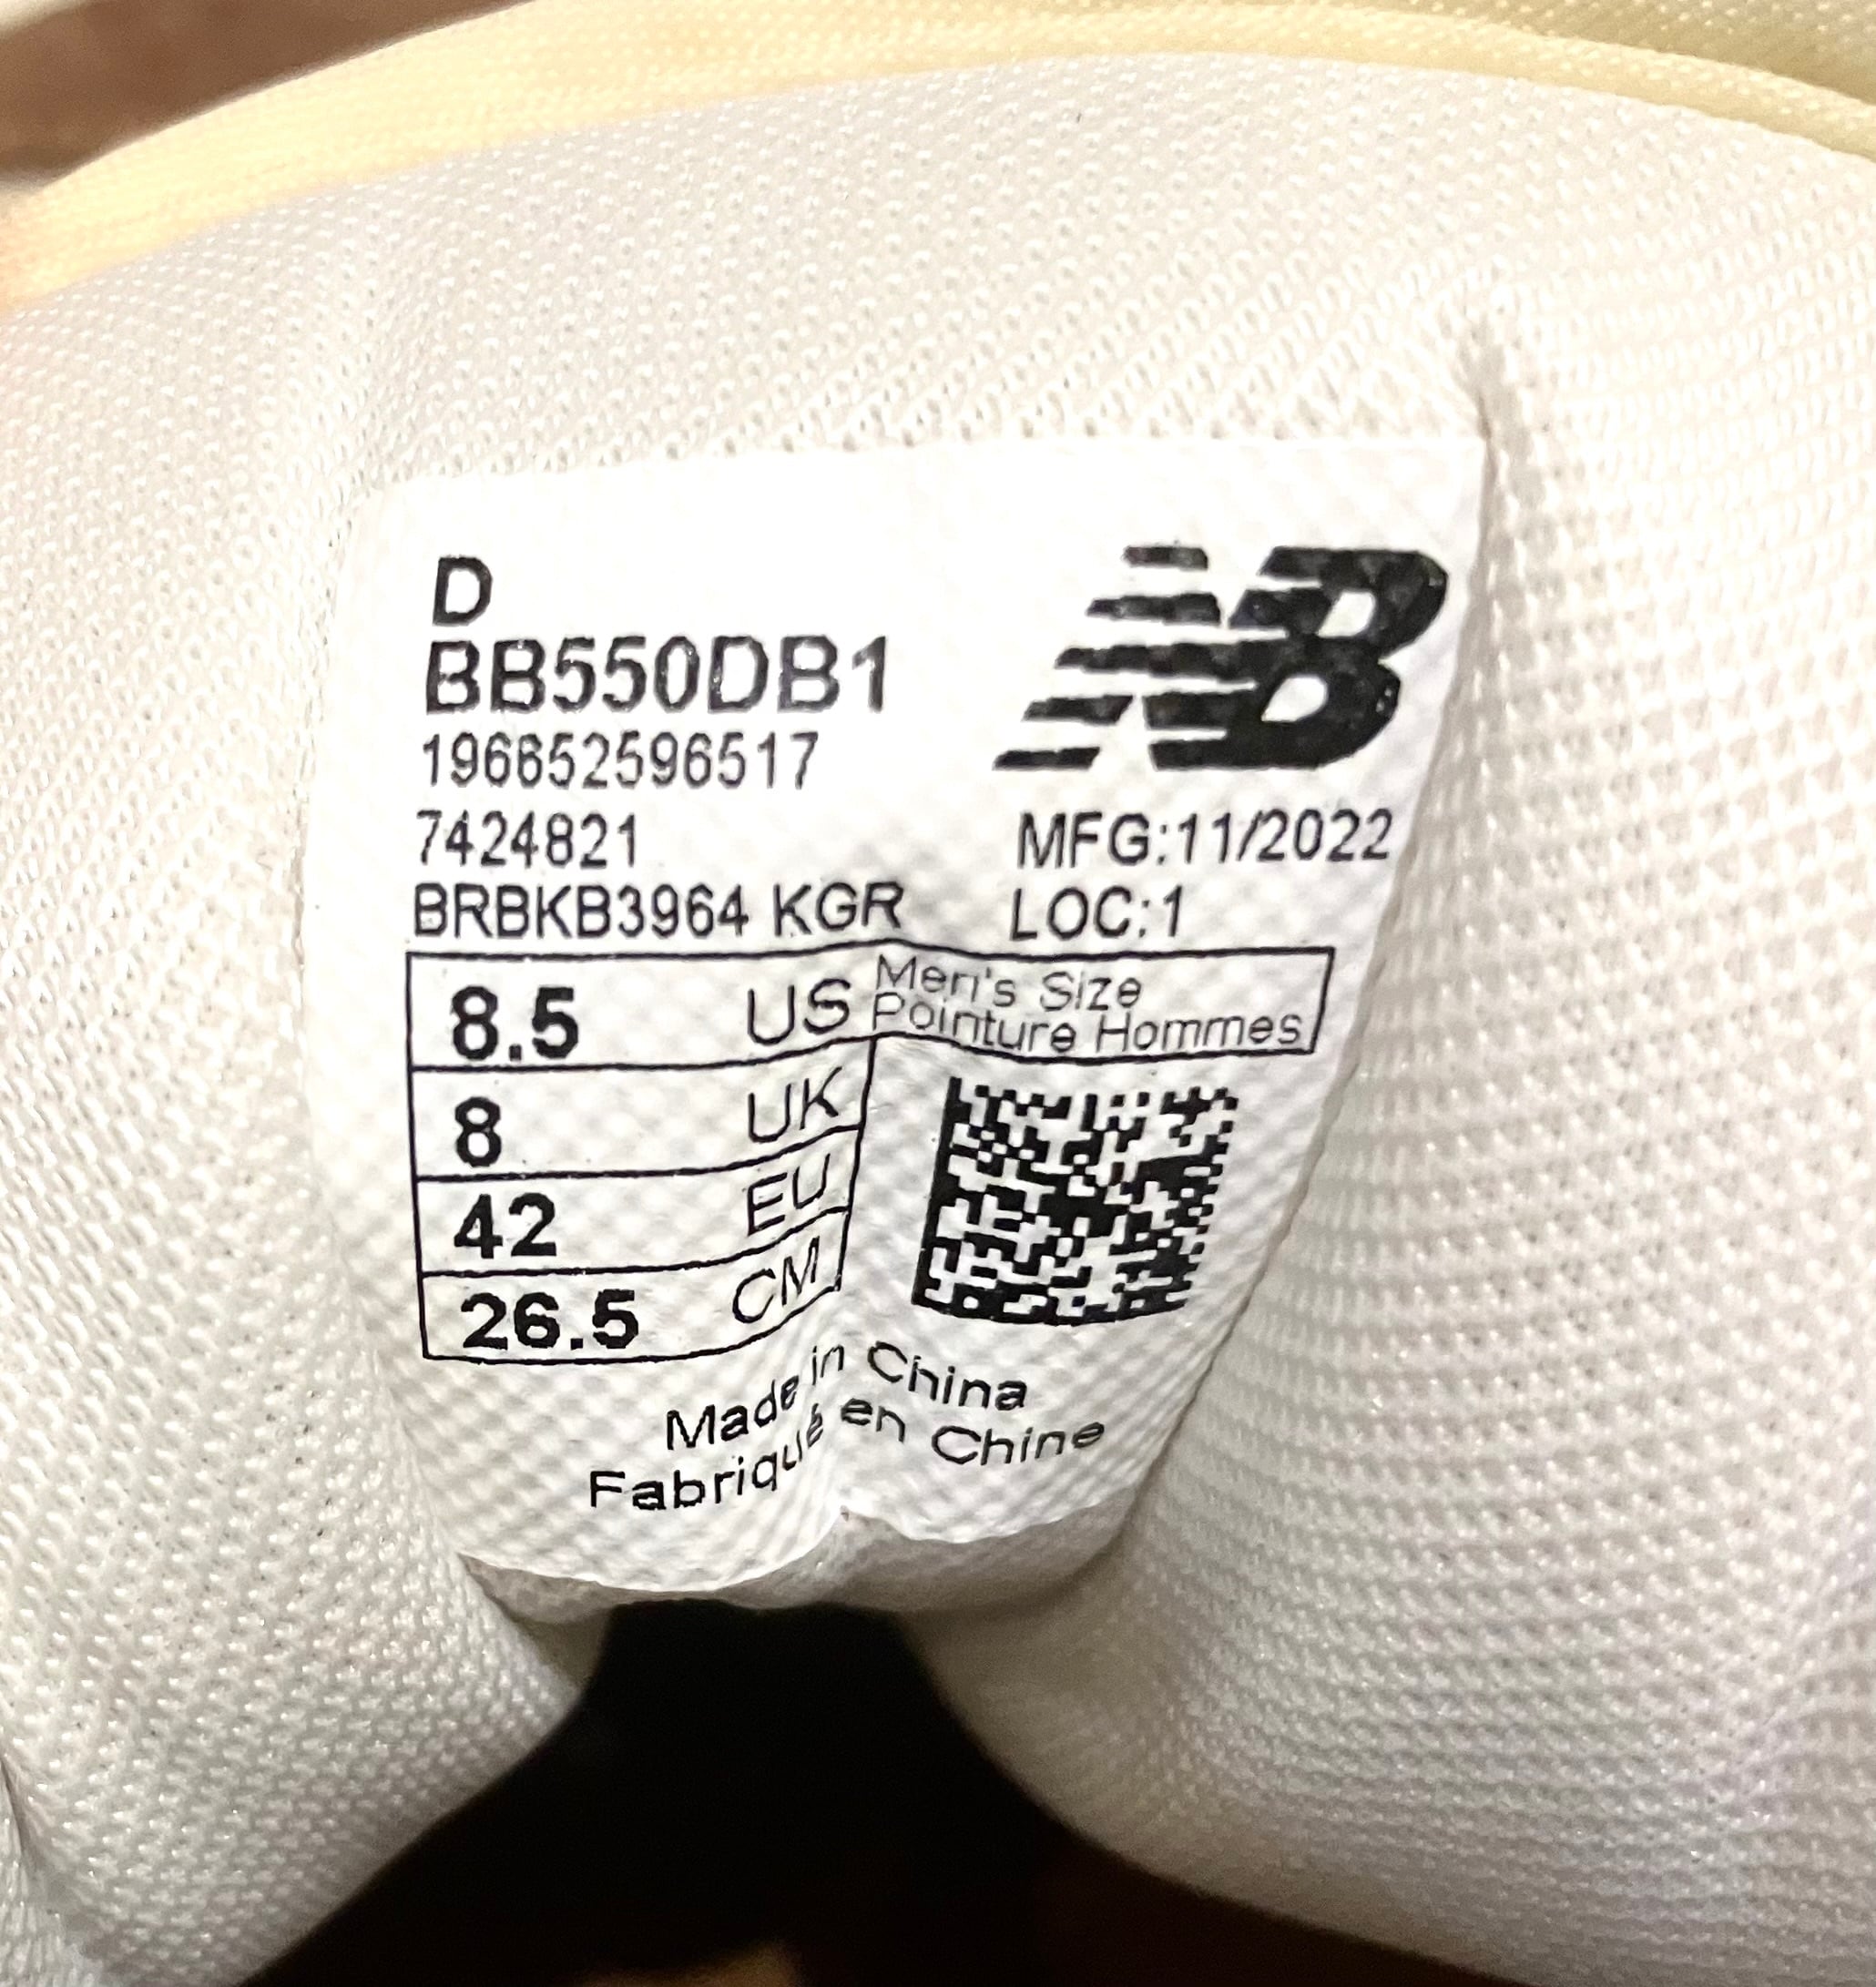 D
BB550DB1
NB
196652596517
7424821
MFG:11/2022
BRBKB3964 KGR
LOC:1
8.5 US
Men's Size
Pointure Hommes
8 UK
42 EU
26.5 CM
Made in China
Fabriqué en Chine